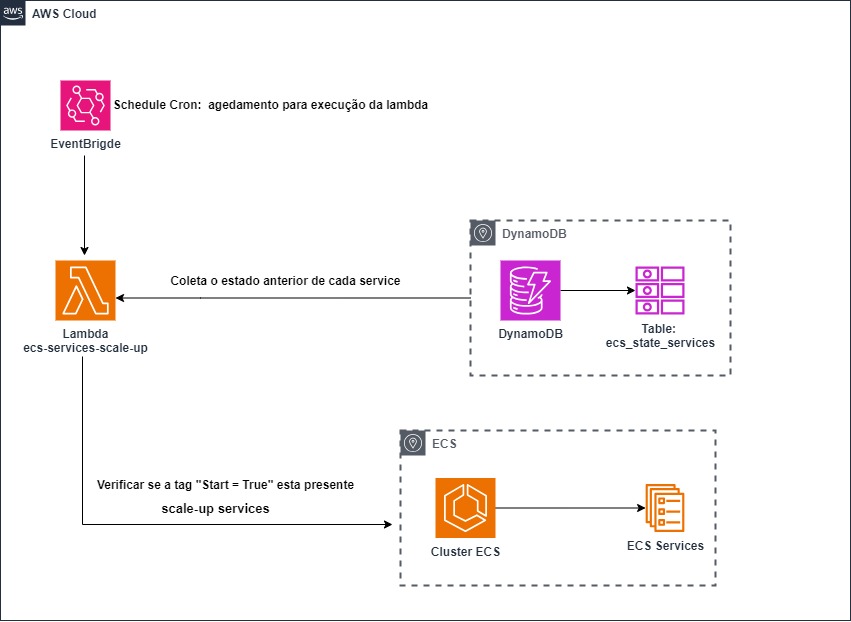 aws
AWS Cloud
Schedule Cron:  agedamento para execução da lambda
EventBrigde
DynamoDB
Coleta o estado anterior de cada service
Lambda
ecs-services-scale-up
DynamoDB
Table:
ecs_state_services
ECS
Verificar se a tag "Start = True" esta presente
scale-up services
Cluster ECS
ECS Services